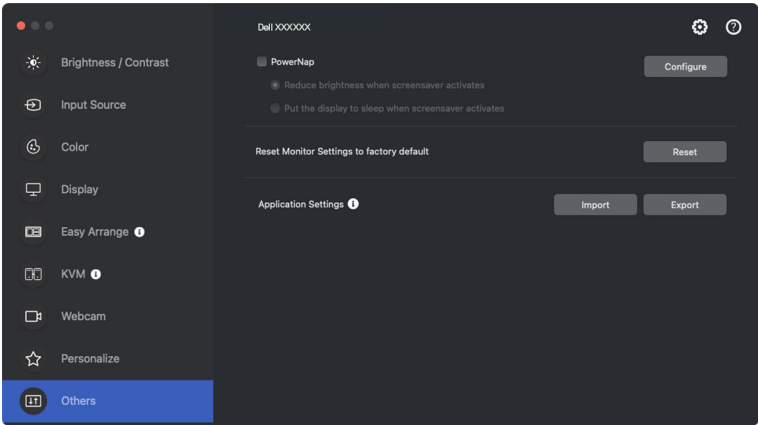 Dell XXXXXX
Brightness / Contrast
Input Source
Color
Display
Easy Arrange
KVM
Webcam
Personalize
Others
PowerNap
Configure
Reduce brightness when screensaver activates
Put the display to sleep when screensaver activates
Reset Monitor Settings to factory default
Reset
Application Settings
Import
Export